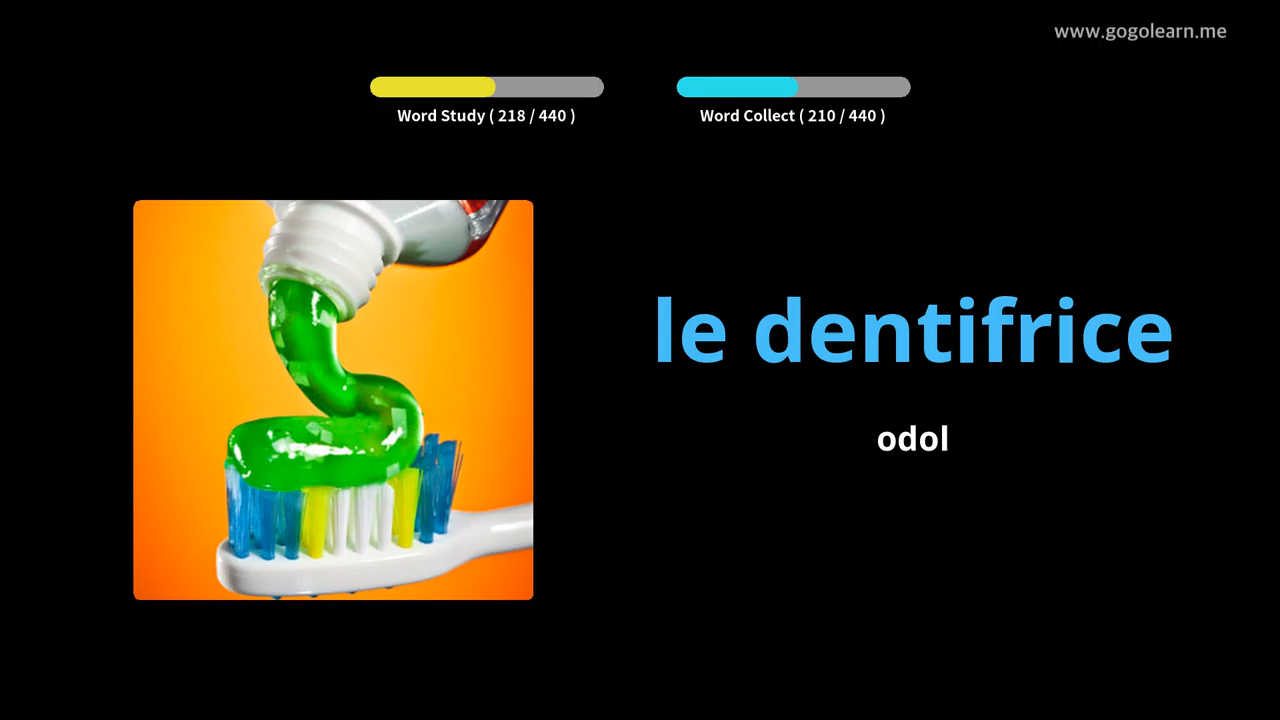 www.gogolearn.me
Word Study ( 218 / 440 )
Word Collect ( 210 / 440 )
le dentifrice
odol